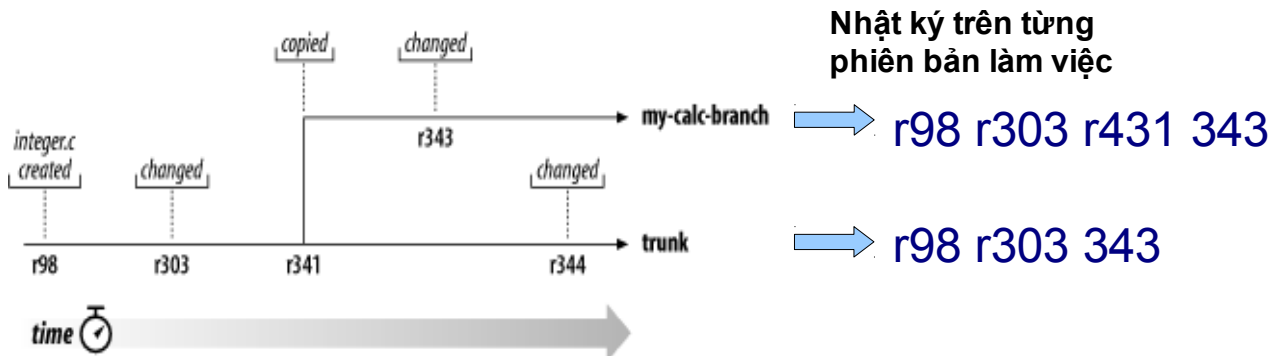 Nhật ký trên từng
phiên bản làm việc
copied
changed
my-calc-branch
r98 r303 r431 343
r343
integer.c
created
changed
changed
trunk
r98 r303 343
r98
r303
r341
r344
time